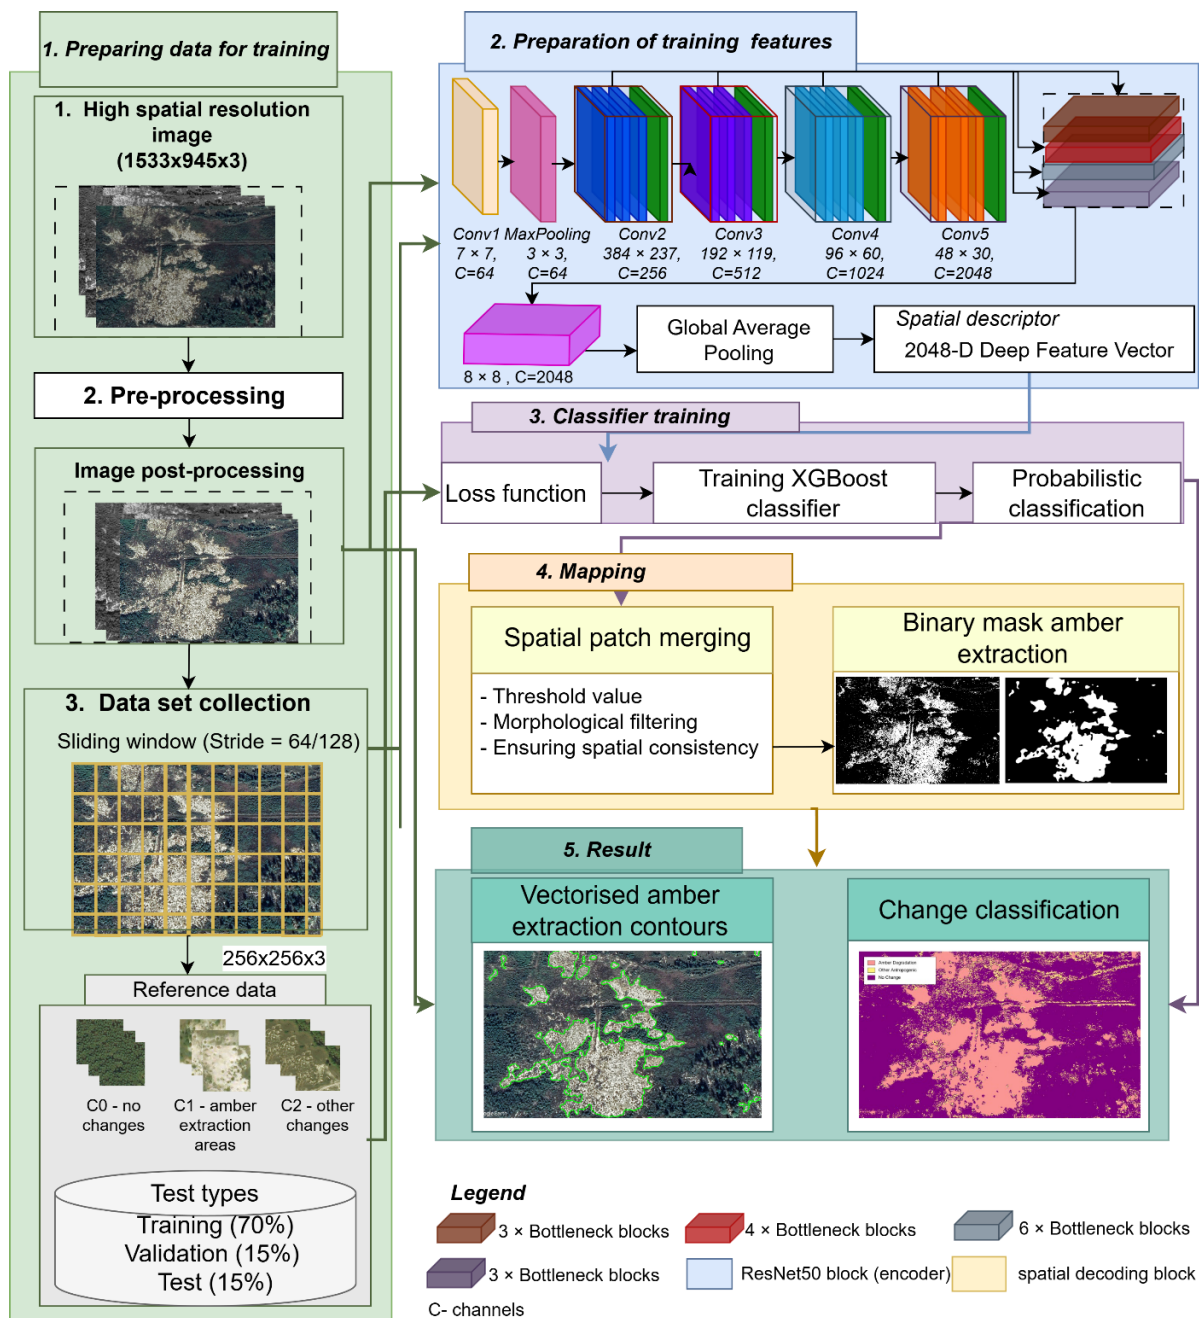 1. Preparing data for training
1. High spatial resolution
image
(1533x945x3)
2. Pre-processing
Image post-processing
3. Data set collection
Sliding window (Stride = 64/128)
256x256x3
Reference data
C0 - no
changes
C1 - amber
extraction
areas
C2 - other
changes
Test types
Training (70%)
Validation (15%)
Test (15%)
2. Preparation of training features
Conv1
7 × 7,
C=64
MaxPooling
3 × 3,
C=64
Conv2
384 × 237,
C=256
Conv3
192 × 119,
C=512
Conv4
96 × 60,
C=1024
Conv5
48 × 30,
C=2048
8 × 8 , C=2048
Global Average
Pooling
Spatial descriptor
2048-D Deep Feature Vector
3. Classifier training
Loss function
Training XGBoost
classifier
Probabilistic
classification
4. Mapping
Spatial patch merging
- Threshold value
- Morphological filtering
- Ensuring spatial consistency
Binary mask amber
extraction
5. Result
Vectorised amber
extraction contours
Change classification
Amber Degradation
Other Anthropogenic
No Change
Legend
3 × Bottleneck blocks
4 × Bottleneck blocks
6 × Bottleneck blocks
3 × Bottleneck blocks
ResNet50 block (encoder)
spatial decoding block
C- channels